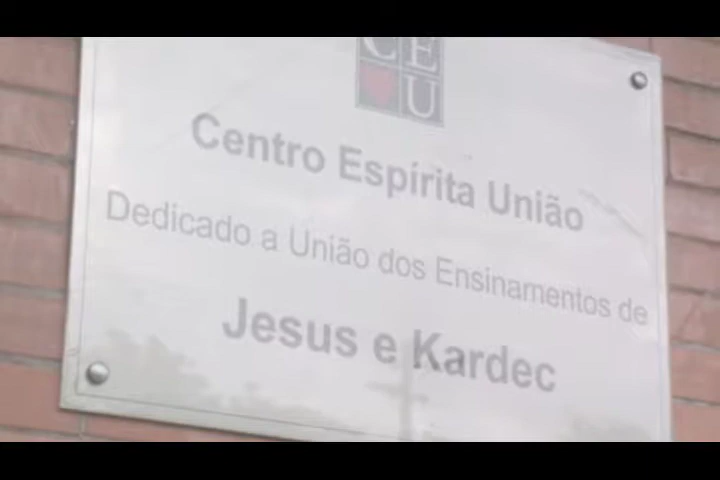 CE
U
Centro Espírita União
Dedicado a União dos Ensinamentos de
Jesus e Kardec